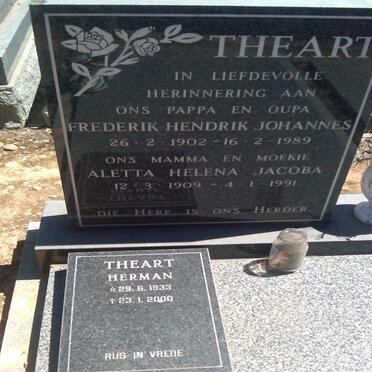 THEART
IN LIEFDEVOLLE
HERINNERING AAN
ONS PAPPA EN OUPA
FREDERIK HENDRIK JOHANNES
26-2-1902-16-2-1989
ONS MAMMA EN MOEKIE
ALETTA HELENA JACOBA
12-3-1909-4-1-1991
DIE HERE IS ONS HERDER
THEART
HERMAN
☆29.6.1933
†23.1.2000
RUS IN VREDE